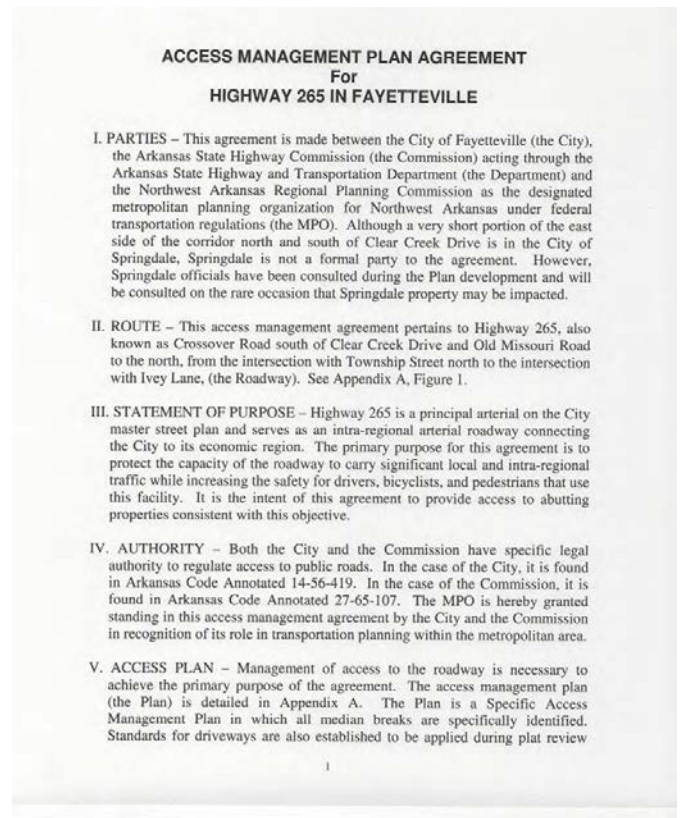 ACCESS MANAGEMENT PLAN AGREEMENT
For
HIGHWAY 265 IN FAYETTEVILLE
I. PARTIES – This agreement is made between the City of Fayetteville (the City),
the Arkansas State Highway Commission (the Commission) acting through the
Arkansas State Highway and Transportation Department (the Department) and
the Northwest Arkansas Regional Planning Commission as the designated
metropolitan planning organization for Northwest Arkansas under federal
transportation regulations (the MPO). Although a very short portion of the east
side of the corridor north and south of Clear Creek Drive is in the City of
Springdale, Springdale is not a formal party to the agreement. However,
Springdale officials have been consulted during the Plan development and will
be consulted on the rare occasion that Springdale property may be impacted.
II. ROUTE – This access management agreement pertains to Highway 265, also
known as Crossover Road south of Clear Creek Drive and Old Missouri Road
to the north, from the intersection with Township Street north to the intersection
with Ivey Lane, (the Roadway). See Appendix A, Figure 1.
III. STATEMENT OF PURPOSE – Highway 265 is a principal arterial on the City
master street plan and serves as an intra-regional arterial roadway connecting
the City to its economic region. The primary purpose for this agreement is to
protect the capacity of the roadway to carry significant local and intra-regional
traffic while increasing the safety for drivers, bicyclists, and pedestrians that use
this facility. It is the intent of this agreement to provide access to abutting
properties consistent with this objective.
IV. AUTHORITY – Both the City and the Commission have specific legal
authority to regulate access to public roads. In the case of the City, it is found
in Arkansas Code Annotated 14-56-419. In the case of the Commission, it is
found in Arkansas Code Annotated 27-65-107. The MPO is hereby granted
standing in this access management agreement by the City and the Commission
in recognition of its role in transportation planning within the metropolitan area.
V. ACCESS PLAN – Management of access to the roadway is necessary to
achieve the primary purpose of the agreement. The access management plan
(the Plan) is detailed in Appendix A. The Plan is a Specific Access
Management Plan in which all median breaks are specifically identified.
Standards for driveways are also established to be applied during plat review
1